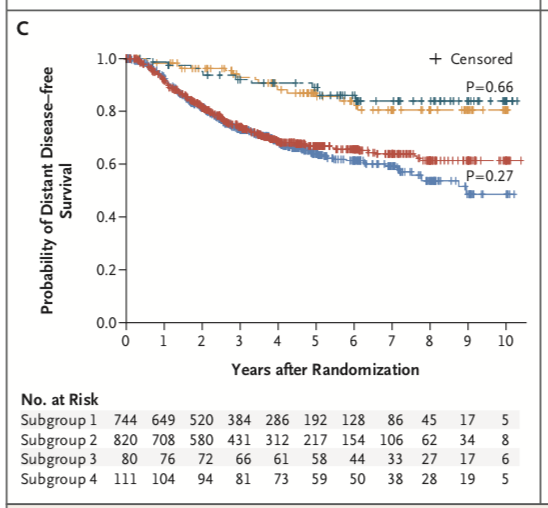 C
1.0
+ Censored
P=0.66
0.8
0.6
P=0.27
0.4
0.2
0.0
Probability of Distant Disease–free
Survival
0 1 2 3 4 5 6 7 8 9 10
Years after Randomization
No. at Risk
Subgroup 1 744 649 520 384 286 192 128 86 45 17 5
Subgroup 2 820 708 580 431 312 217 154 106 62 34 8
Subgroup 3 80 76 72 66 61 58 44 33 27 17 6
Subgroup 4 111 104 94 81 73 59 50 38 28 19 5